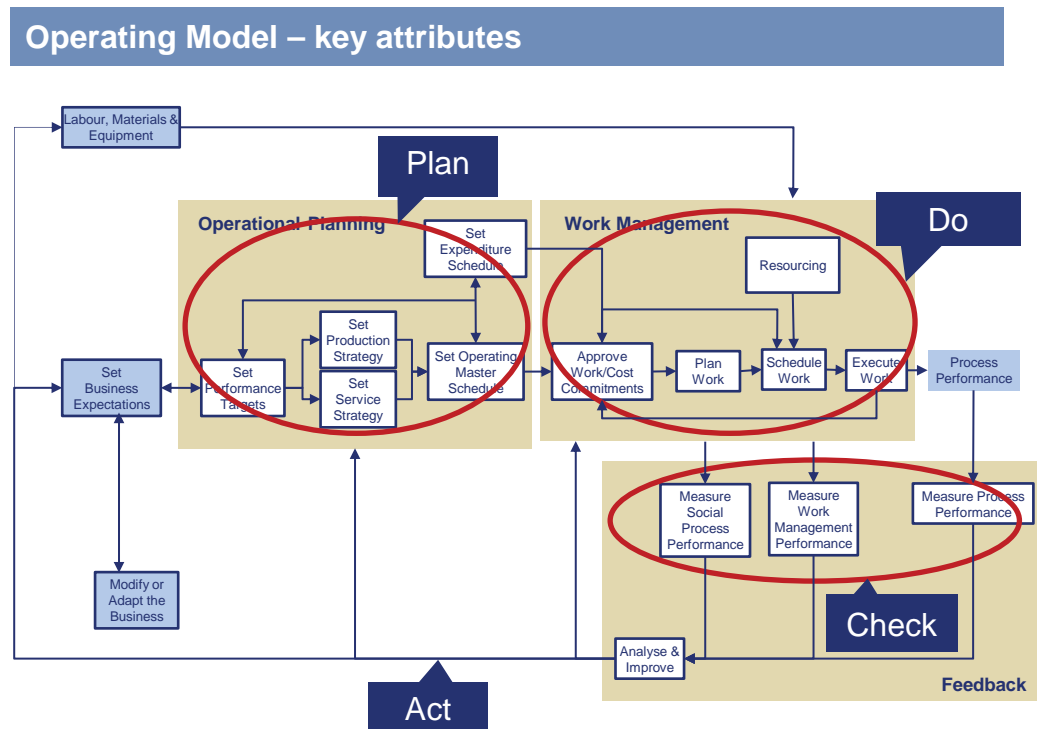 Operating Model – key attributes
Labour, Materials &
Equipment
Plan
Operational Planning
Set
Expenditure
Schedule
Work Management
Do
Resourcing
Set
Business
Expectations
Set
Performance
Targets
Set
Production
Strategy
Set
Service
Strategy
Set Operating
Master
Schedule
Approve
Work/Cost
Commitments
Plan
Work
Schedule
Work
Execute
Work
Process
Performance
Measure
Social
Process
Performance
Measure
Work
Management
Performance
Measure Process
Performance
Modify or
Adapt the
Business
Check
Analyse &
Improve
Feedback
Act